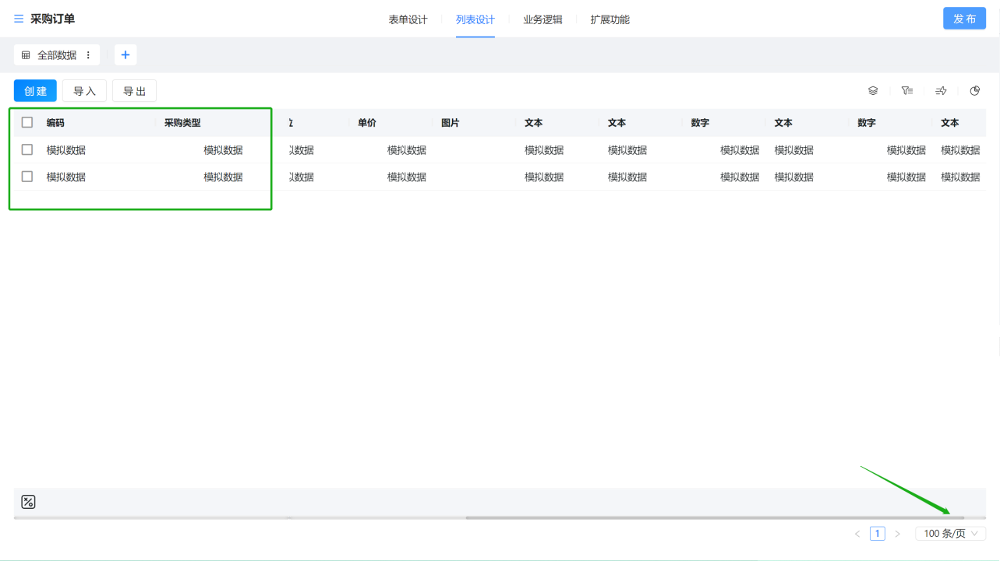 采购订单
表单设计 列表设计 业务逻辑 扩展功能
发布
全部数据
创建 导入 导出
编码 采购类型 单价 图片 文本 文本 数字 文本 数字 文本
模拟数据 模拟数据 数据 模拟数据 模拟数据 模拟数据 模拟数据 模拟数据 模拟数据 模拟数据
模拟数据 模拟数据 数据 模拟数据 模拟数据 模拟数据 模拟数据 模拟数据 模拟数据 模拟数据
1 100 条/页